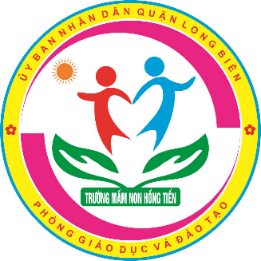 ỦY BAN NHÂN DÂN QUẬN LONG BIÊN
TRƯỜNG MẦM NON HỒNG TIẾN
PHÒNG GIÁO DỤC VÀ ĐÀO TẠO